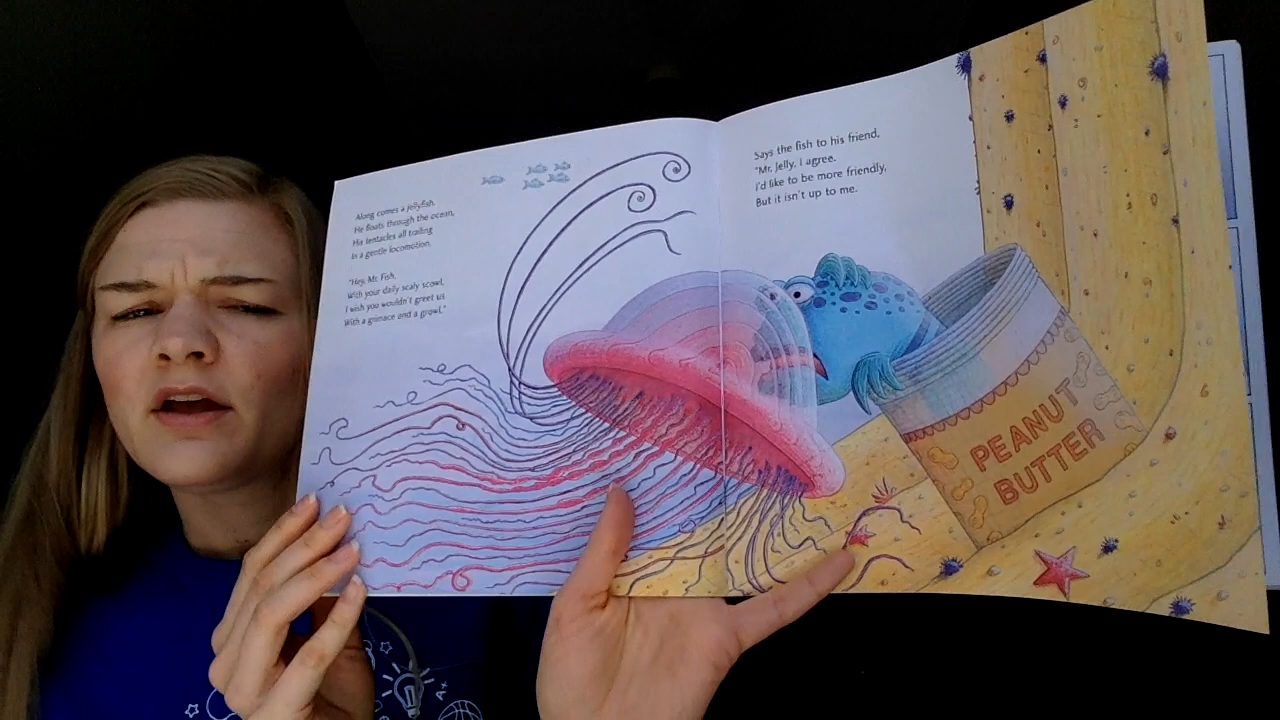 Along comes a jellyfish.
He floats through the ocean,
His tentacles all trailing
In a gentle locomotion.
"Hey, Mr. Fish,
With your daily scaly scowl,
I wish you wouldn't greet us
With a grimace and a growl."
Says the fish to his friend,
"Mr. Jelly, I agree.
I'd like to be more friendly,
But it isn't up to me.
PEANUT
BUTTER
A+